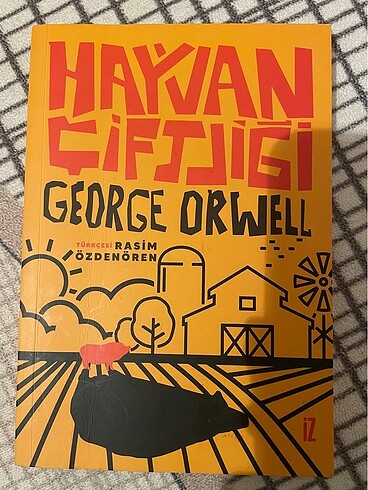 HAYVAN
ÇİFTLİĞİ
GEORGE ORWELL
TÜRKÇESİ RASİM
ÖZDENÖREN
İZ